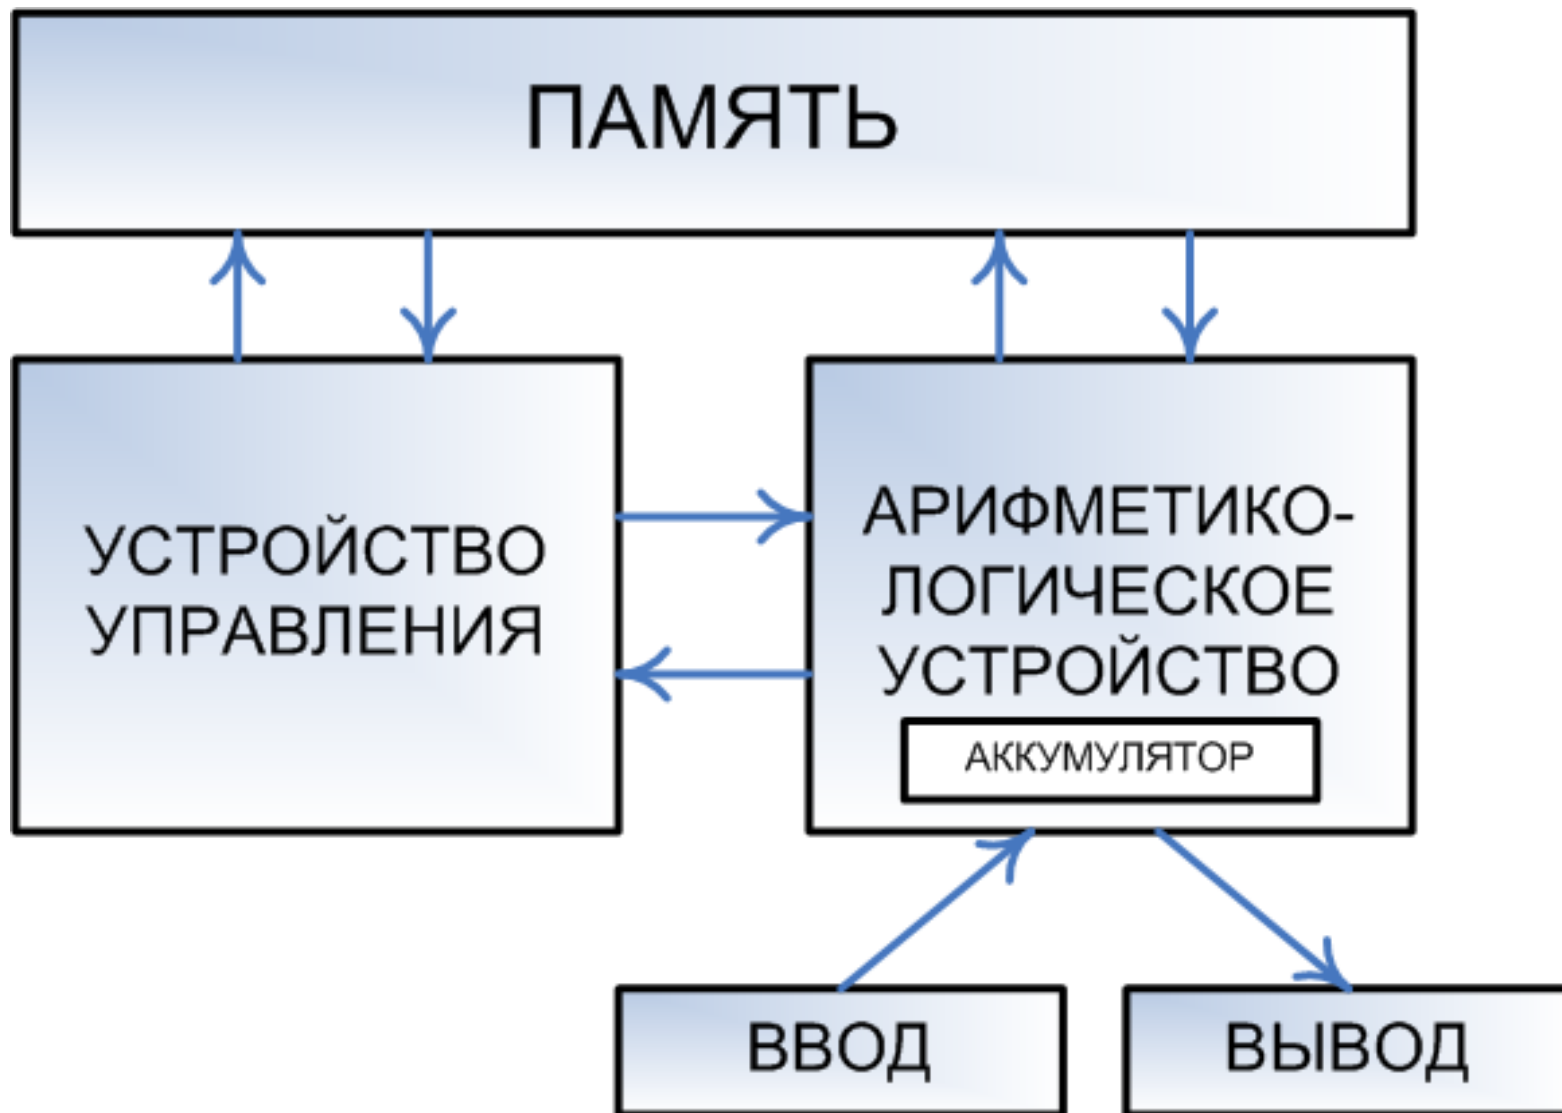 ПАМЯТЬ
УСТРОЙСТВО
УПРАВЛЕНИЯ
АРИФМЕТИКО-
ЛОГИЧЕСКОЕ
УСТРОЙСТВО
АККУМУЛЯТОР
ВВОД
ВЫВОД